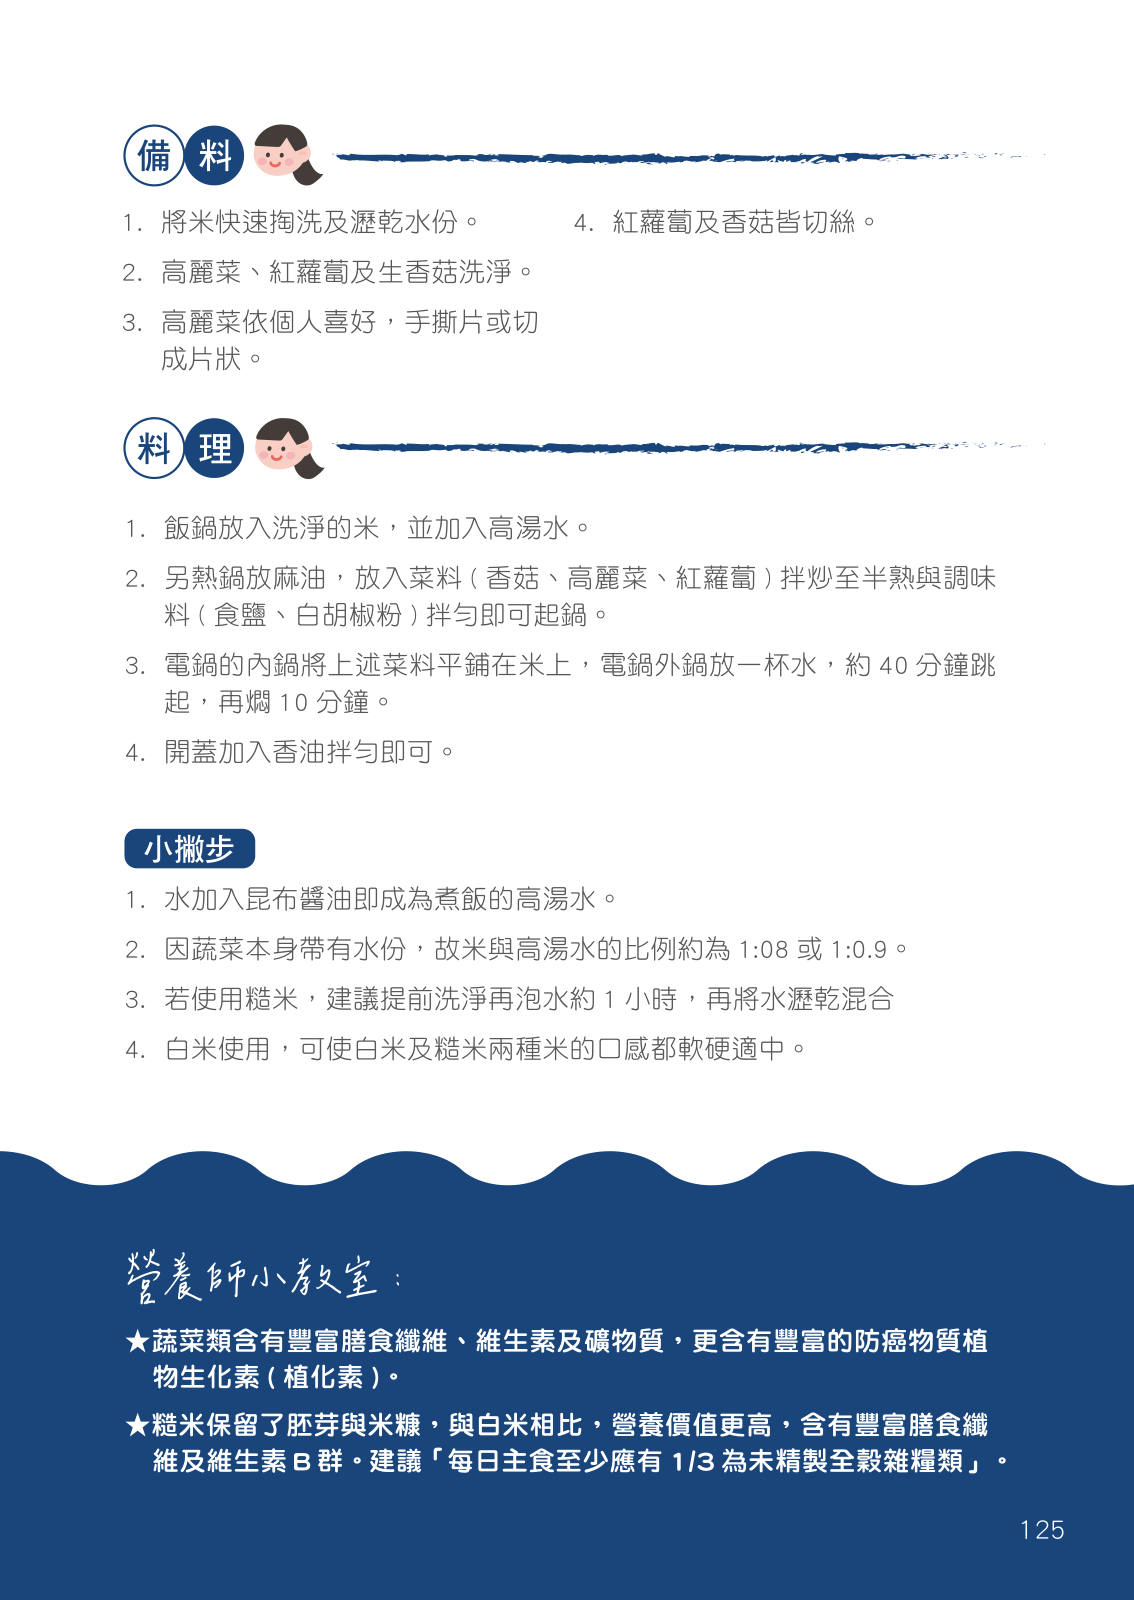 備料
1. 將米快速掏洗及瀝乾水份。
2. 高麗菜、紅蘿蔔及生香菇洗淨。
3. 高麗菜依個人喜好，手撕片或切
成片狀。
4. 紅蘿蔔及香菇皆切絲。
料理
1. 飯鍋放入洗淨的米，並加入高湯水。
2. 另熱鍋放麻油，放入菜料 ( 香菇、高麗菜、紅蘿蔔 ) 拌炒至半熟與調味
料 ( 食鹽、白胡椒粉 ) 拌勻即可起鍋。
3. 電鍋的內鍋將上述菜料平鋪在米上，電鍋外鍋放一杯水，約 40 分鐘跳
起，再燜 10 分鐘。
4. 開蓋加入香油拌勻即可。
小撇步
1. 水加入昆布醬油即成為煮飯的高湯水。
2. 因蔬菜本身帶有水份，故米與高湯水的比例約為 1:08 或 1:0.9。
3. 若使用糙米，建議提前洗淨再泡水約 1 小時，再將水瀝乾混合
4. 白米使用，可使白米及糙米兩種米的口感都軟硬適中。
營養師小教室：
★蔬菜類含有豐富膳食纖維、維生素及礦物質，更含有豐富的防癌物質植
物生化素 ( 植化素 )。
★糙米保留了胚芽與米糠，與白米相比，營養價值更高，含有豐富膳食纖
維及維生素 B 群。建議「每日主食至少應有 1/3 為未精製全穀雜糧類」。
125